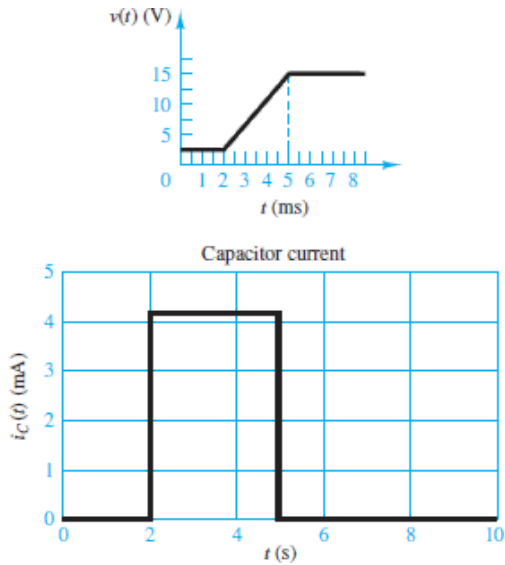 v(t) (V)
15
10
5
0 1 2 3 4 5 6 7 8
t (ms)
Capacitor current
5
4
3
2
1
0
i_C(t) (mA)
0 2 4 6 8 10
t (s)